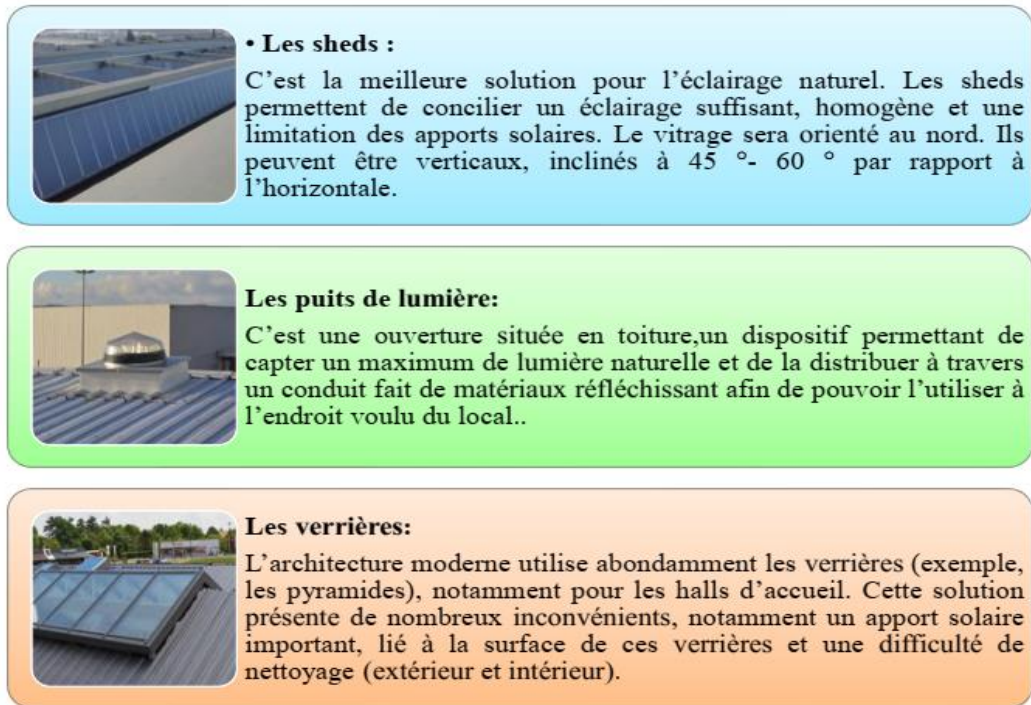 • Les sheds :
C’est la meilleure solution pour l’éclairage naturel. Les sheds
permettent de concilier un éclairage suffisant, homogène et une
limitation des apports solaires. Le vitrage sera orienté au nord. Ils
peuvent être verticaux, inclinés à 45 °- 60 ° par rapport à
l’horizontale.
Les puits de lumière:
C’est une ouverture située en toiture,un dispositif permettant de
capter un maximum de lumière naturelle et de la distribuer à travers
un conduit fait de matériaux réfléchissant afin de pouvoir l’utiliser à
l’endroit voulu du local..
Les verrières:
L’architecture moderne utilise abondamment les verrières (exemple,
les pyramides), notamment pour les halls d’accueil. Cette solution
présente de nombreux inconvénients, notamment un apport solaire
important, lié à la surface de ces verrières et une difficulté de
nettoyage (extérieur et intérieur).